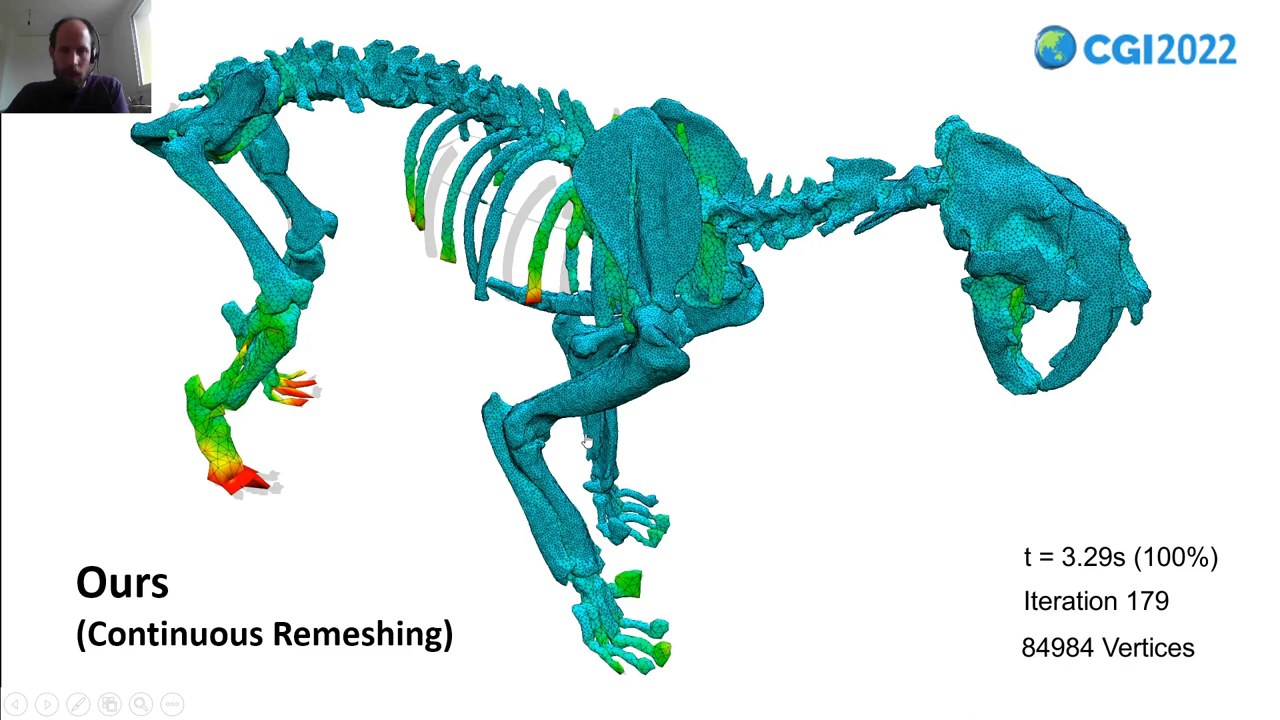 CGI2022
t = 3.29s (100%)
Ours
Iteration 179
(Continuous Remeshing)
84984 Vertices